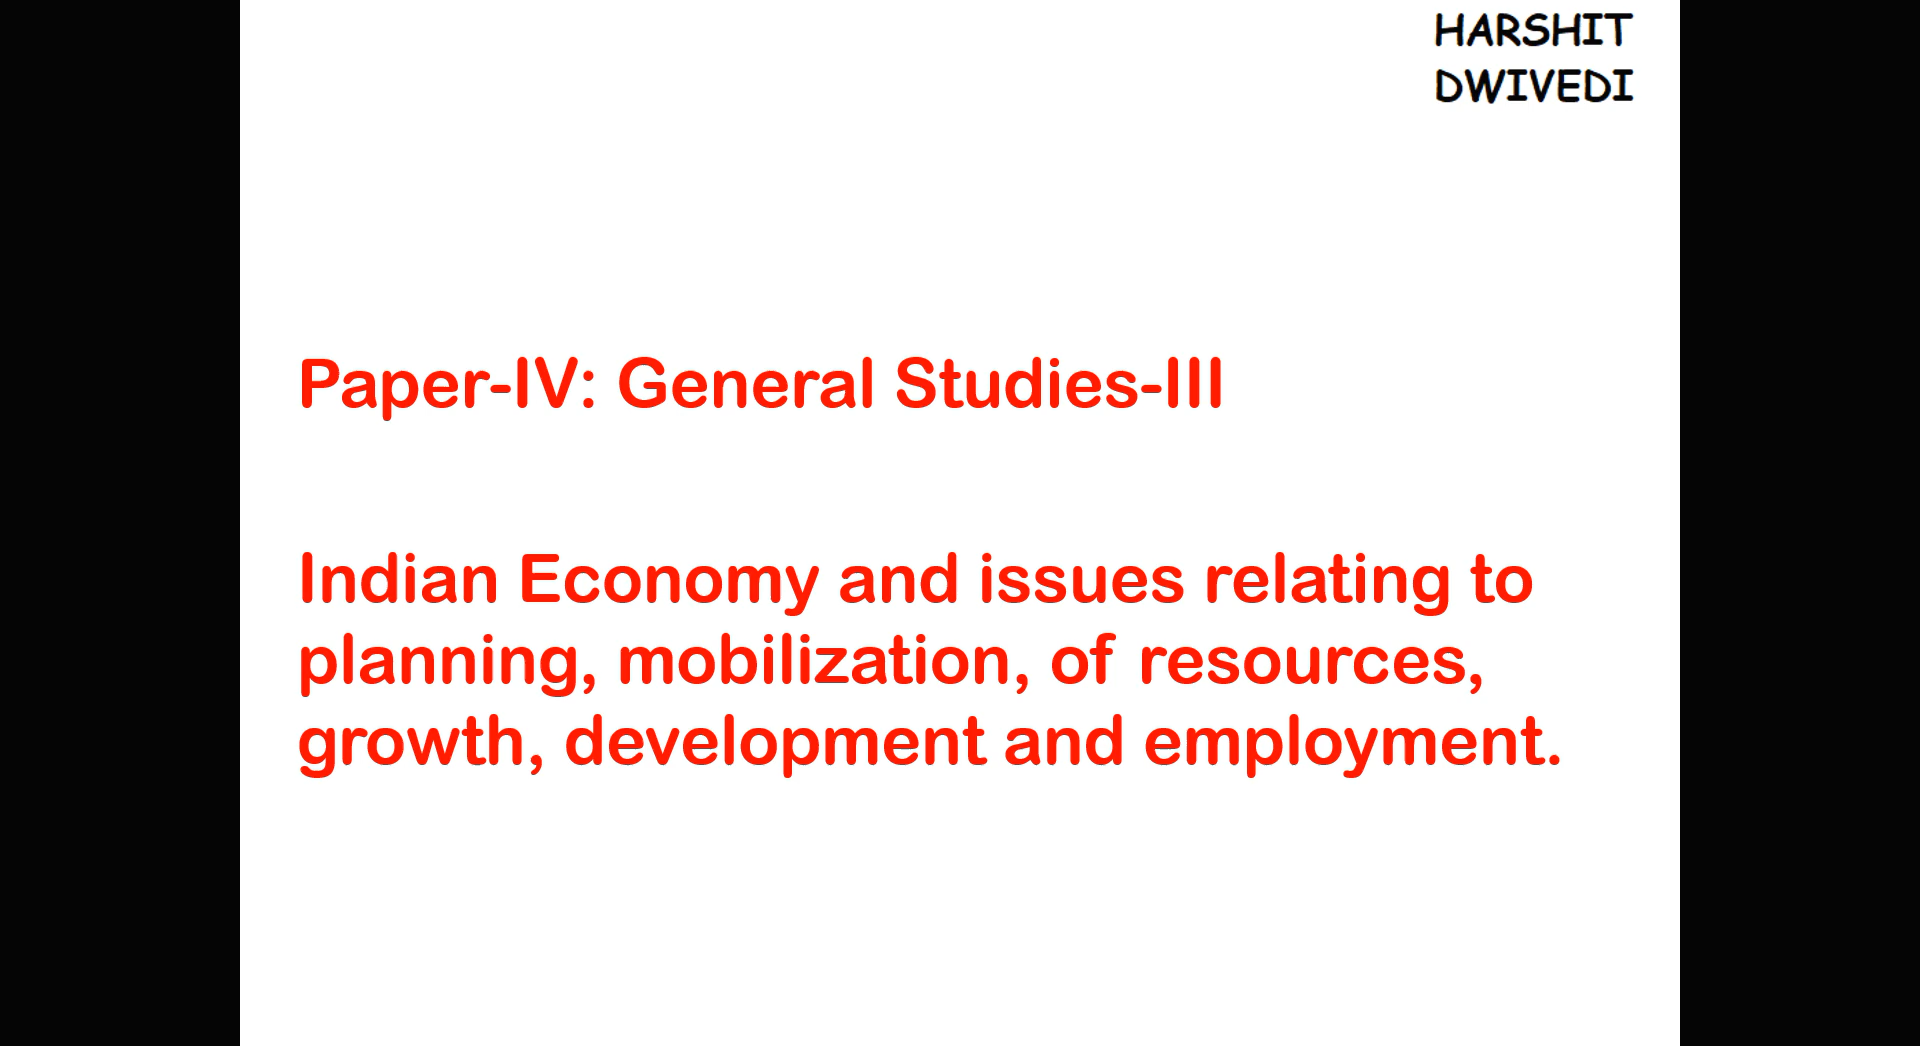 HARSHIT
DWIVEDI
Paper-IV: General Studies-III
Indian Economy and issues relating to
planning, mobilization, of resources,
growth, development and employment.